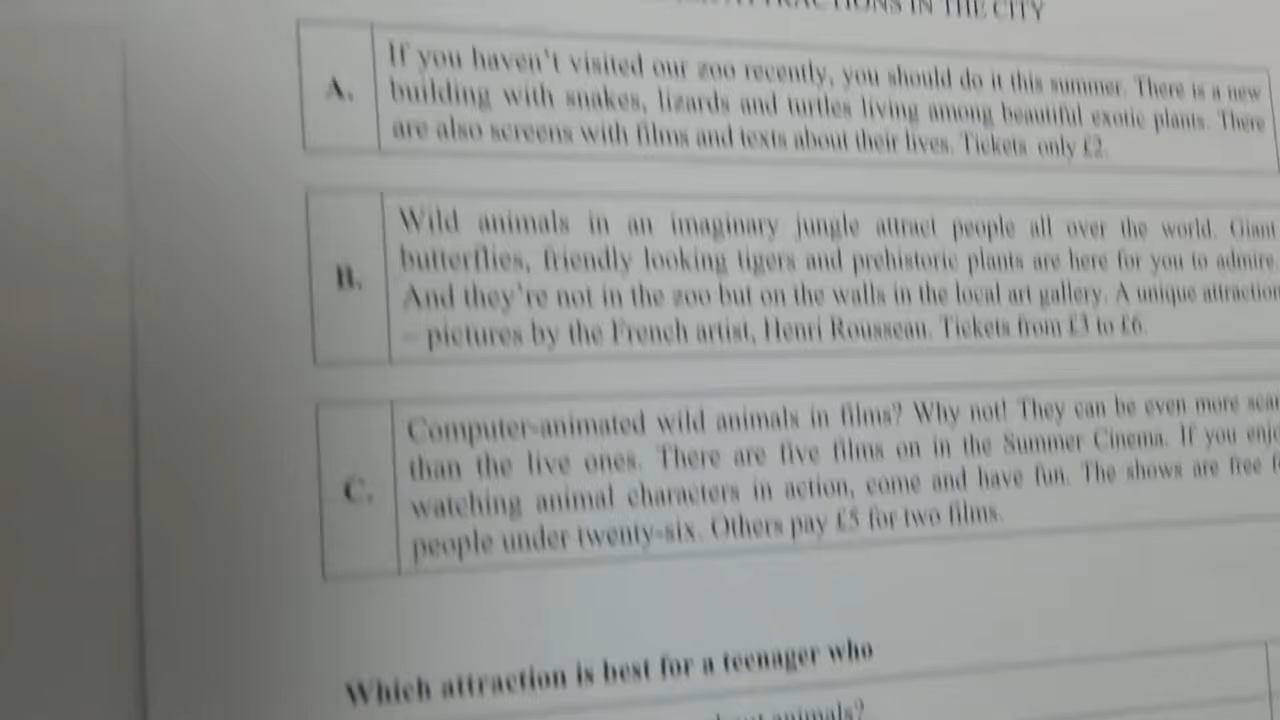 ATTRACTIONS IN THE CITY
A.
If you haven't visited our zoo recently, you should do it this summer. There is a new
building with snakes, lizards and turtles living among beautiful exotic plants. There
are also screens with films and texts about their lives. Tickets only £2.
B.
Wild animals in an imaginary jungle attract people all over the world. Giant
butterflies, friendly looking tigers and prehistoric plants are here for you to admire.
And they're not in the zoo but on the walls in the local art gallery. A unique attraction
– pictures by the French artist, Henri Rousseau. Tickets from £3 to £6.
C.
Computer-animated wild animals in films? Why not! They can be even more
than the live ones. There are five films on in the Summer Cinema. If you
watching animal characters in action, come and have fun. The shows are free
people under twenty-six. Others pay £5 for two films.
Which attraction is best for a teenager who
animals?